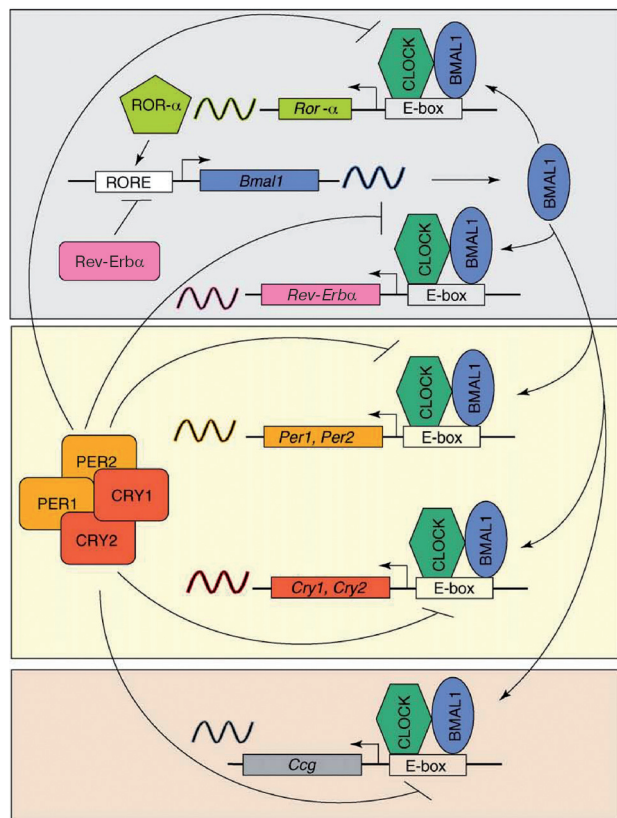 CLOCK
BMAL1
ROR-α
Ror-α
E-box
RORE
Bmal1
BMAL1
Rev-Erbα
CLOCK
BMAL1
Rev-Erbα
E-box
CLOCK
BMAL1
Per1, Per2
E-box
PER2
PER1
CRY1
CRY2
CLOCK
BMAL1
Cry1, Cry2
E-box
CLOCK
BMAL1
Ccg
E-box